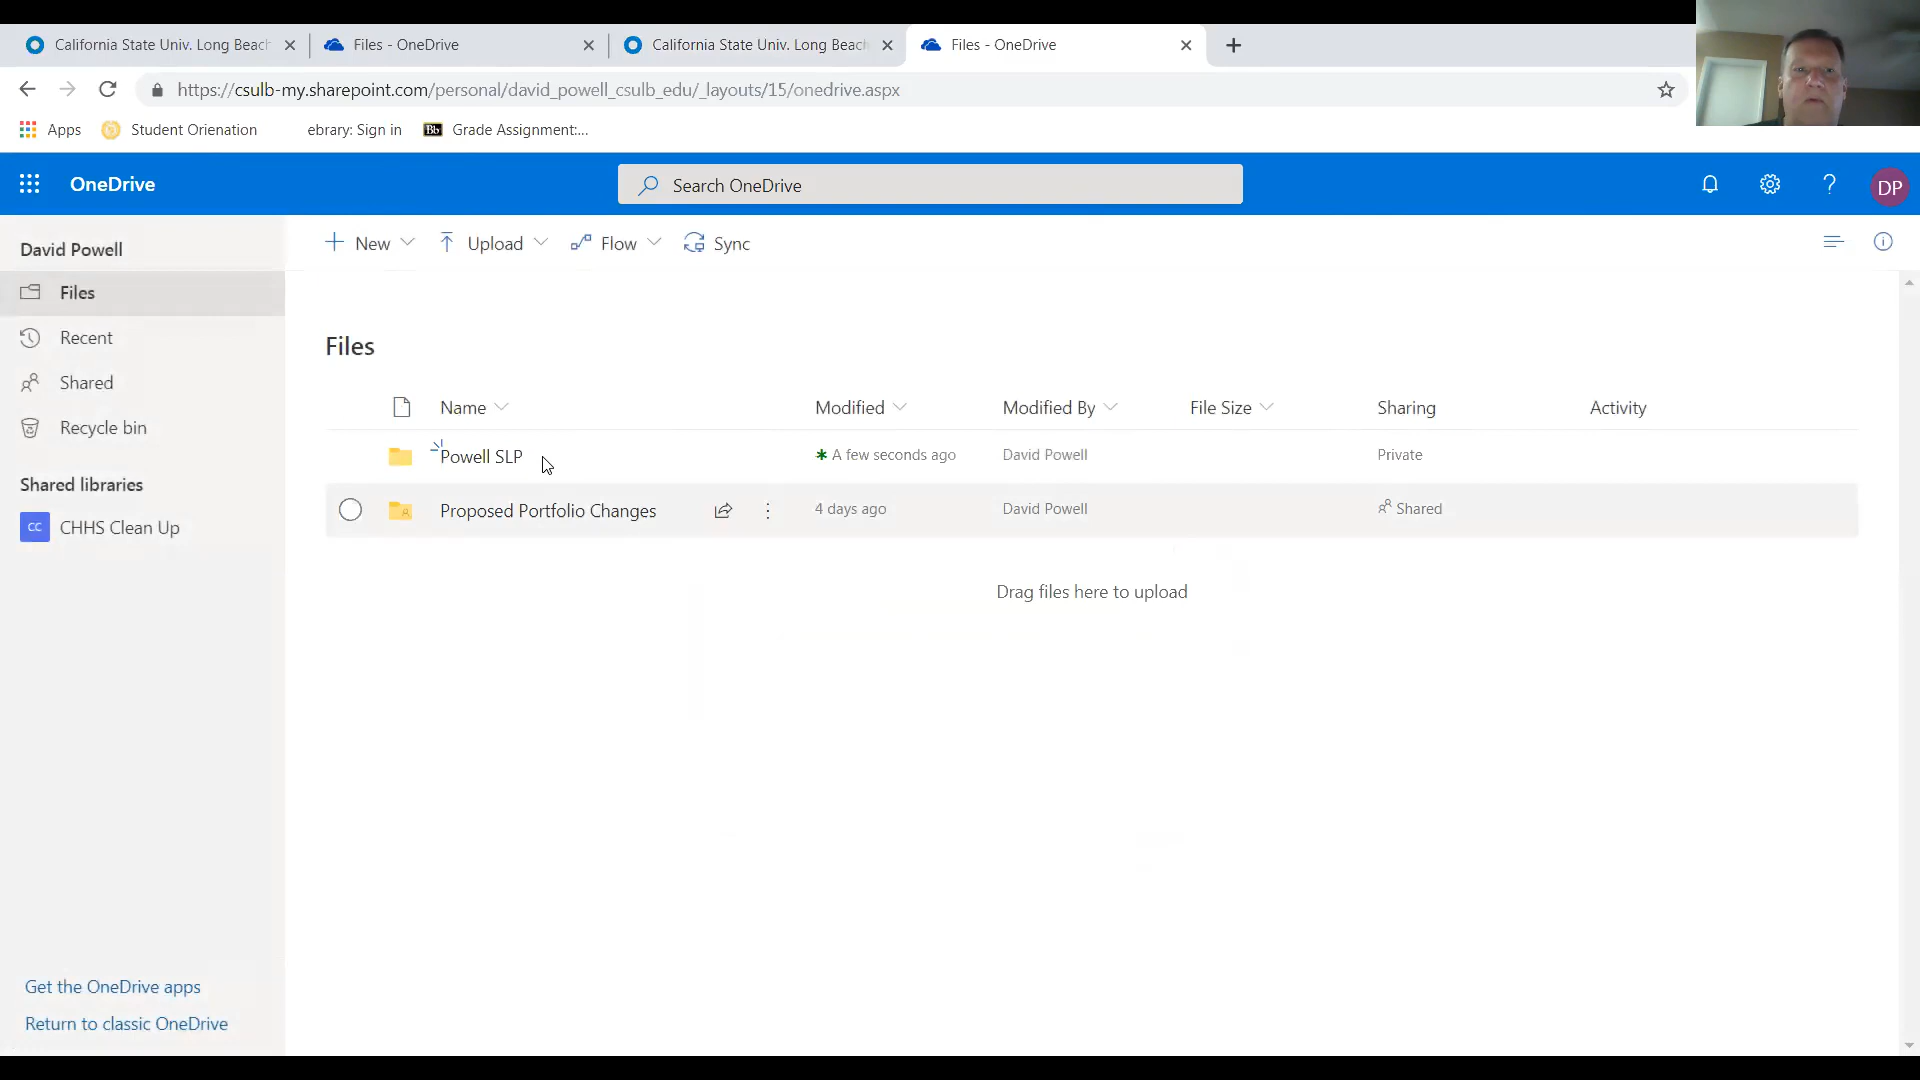 California State Univ. Long Beach
Files - OneDrive
California State Univ. Long Beach
Files - OneDrive
https://csulb-my.sharepoint.com/personal/david_powell_csulb_edu/_layouts/15/onedrive.aspx
Apps
Student Orienation
ebrary: Sign in
Bb
Grade Assignment:...
OneDrive
Search OneDrive
?
DP
New
Upload
Flow
Sync
David Powell
Files
Recent
Shared
Recycle bin
Shared libraries
CC
CHHS Clean Up
Files
Name
Modified
Modified By
File Size
Sharing
Activity
Powell SLP
A few seconds ago
David Powell
Private
Proposed Portfolio Changes
4 days ago
David Powell
Shared
Drag files here to upload
Get the OneDrive apps
Return to classic OneDrive